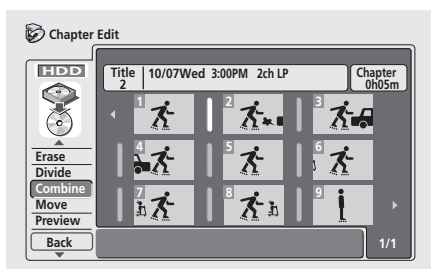 Chapter Edit
HDD
Title 2 10/07Wed 3:00PM 2ch LP
Chapter 0h05m
1 2 3
4 5 6
7 8 9
Erase
Divide
Combine
Move
Preview
Back
1/1